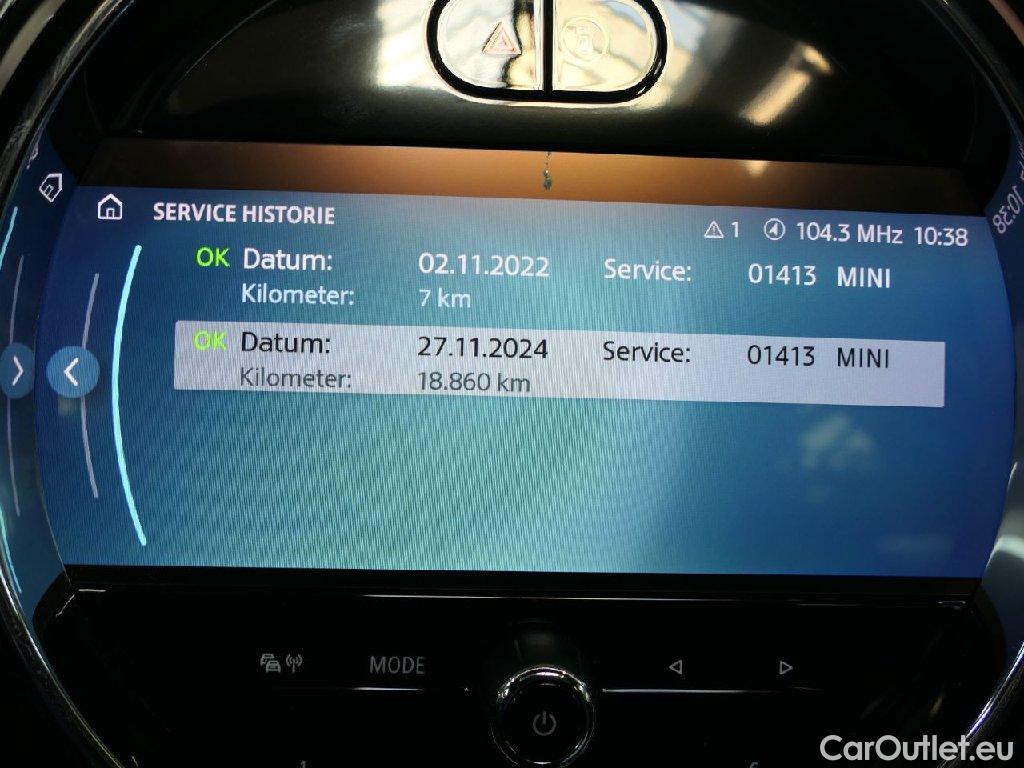 SERVICE HISTORIE
1 104.3 MHz 10:38
OK Datum: 02.11.2022 Service: 01413 MINI
Kilometer: 7 km
OK Datum: 27.11.2024 Service: 01413 MINI
Kilometer: 18.860 km
MODE
CarOutlet.eu